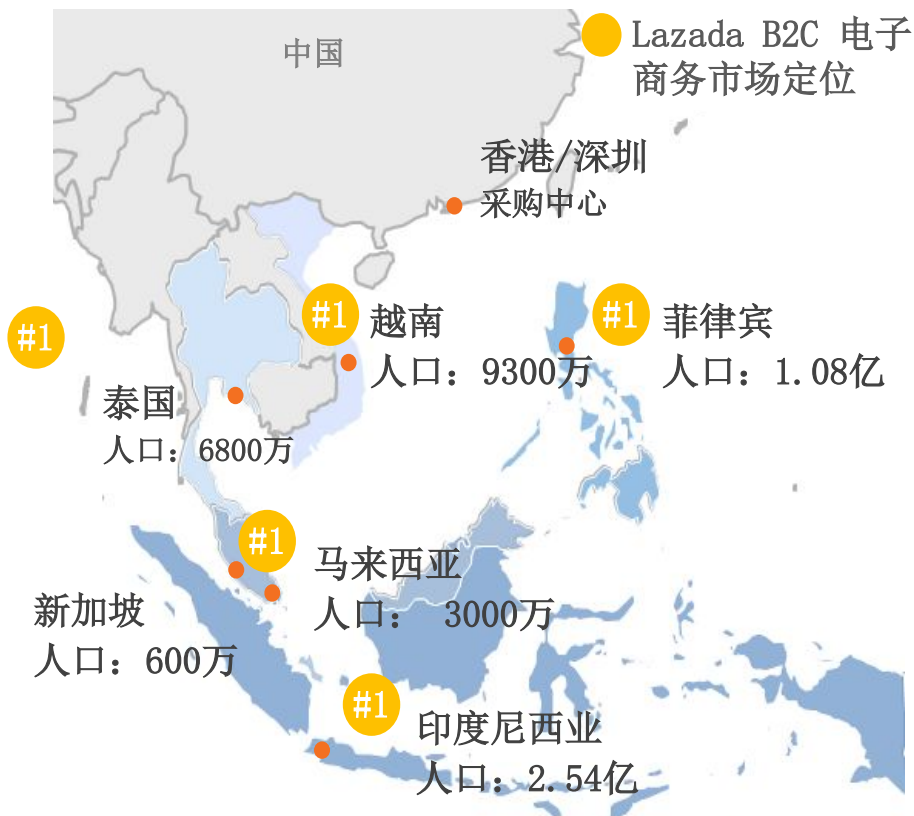 Lazada B2C 电子
商务市场定位
中国
香港/深圳
采购中心
#1
#1
越南
人口：9300万
#1
菲律宾
人口：1.08亿
泰国
人口：6800万
#1
马来西亚
人口： 3000万
新加坡
人口：600万
#1
印度尼西业
人口：2.54亿